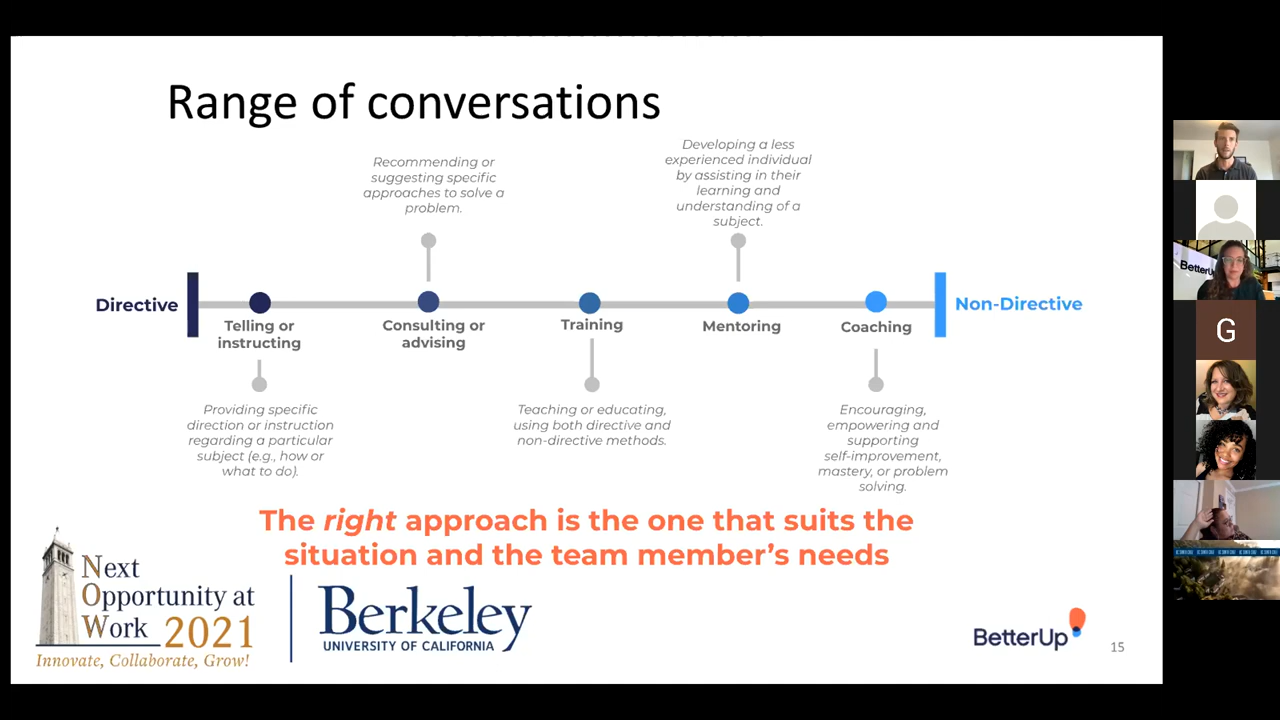 Range of conversations
Recommending or
suggesting specific
approaches to solve a
problem.
Developing a less
experienced individual
by assisting in their
learning and
understanding of a
subject.
Directive
Non-Directive
Telling or
instructing
Consulting or
advising
Training
Mentoring
Coaching
Providing specific
direction or instruction
regarding a particular
subject (e.g., how or
what to do).
Teaching or educating,
using both directive and
non-directive methods.
Encouraging,
empowering and
supporting
self-improvement,
mastery, or problem
solving.
The right approach is the one that suits the
situation and the team member’s needs
Next
Opportunity at
Work 2021
Innovate, Collaborate, Grow!
Berkeley
UNIVERSITY OF CALIFORNIA
BetterUp
15
G